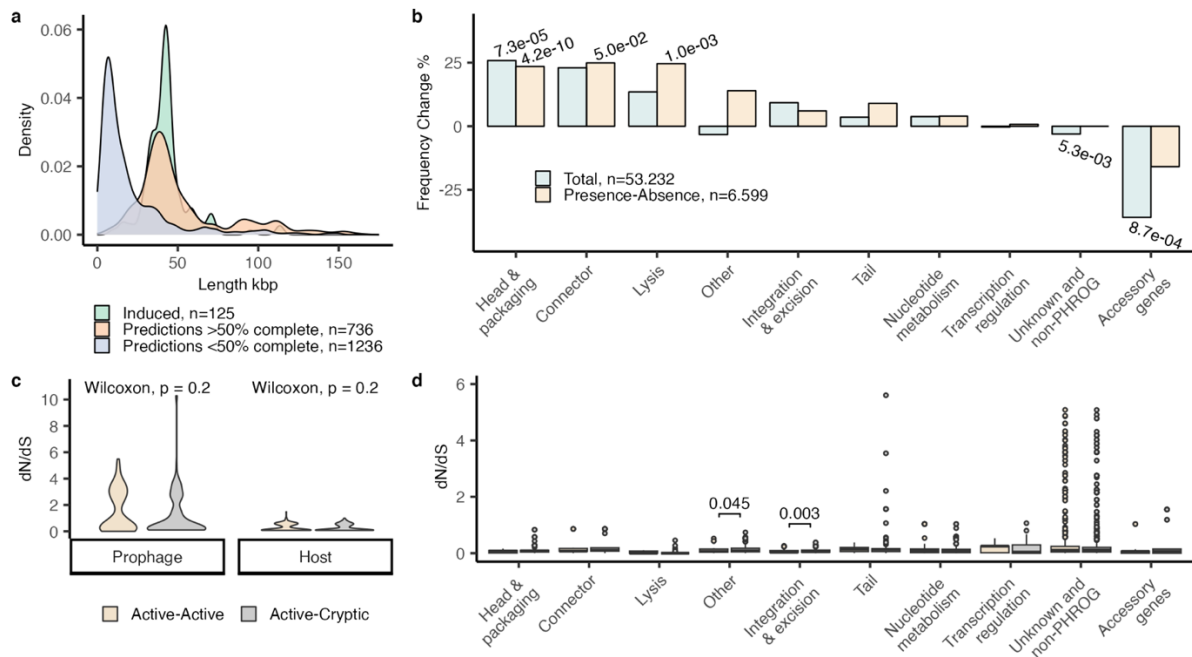 a
0.06
0.04
0.02
0.00
Density
0
50
100
150
Length kbp
Induced, n=125
Predictions >50% complete, n=736
Predictions <50% complete, n=1236
b
25
0
-25
Frequency Change %
7.3e-05
4.2e-10
5.0e-02
1.0e-03
5.3e-03
8.7e-04
Total, n=53.232
Presence-Absence, n=6.599
Head &
packaging
Connector
Lysis
Other
Integration
& excision
Tail
Nucleotide
metabolism
Transcription
regulation
Unknown and
non-PHROG
Accessory
genes
c
Wilcoxon, p = 0.2
Wilcoxon, p = 0.2
10
8
6
4
2
0
dN/dS
Prophage
Host
Active-Active
Active-Cryptic
d
6
4
2
0
dN/dS
0.045
0.003
Head &
packaging
Connector
Lysis
Other
Integration
& excision
Tail
Nucleotide
metabolism
Transcription
regulation
Unknown and
non-PHROG
Accessory
genes